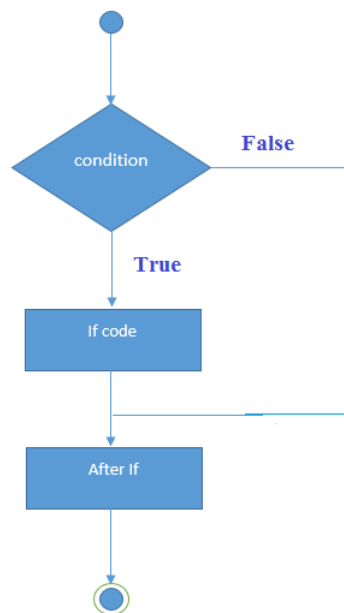 condition
False
True
If code
After If